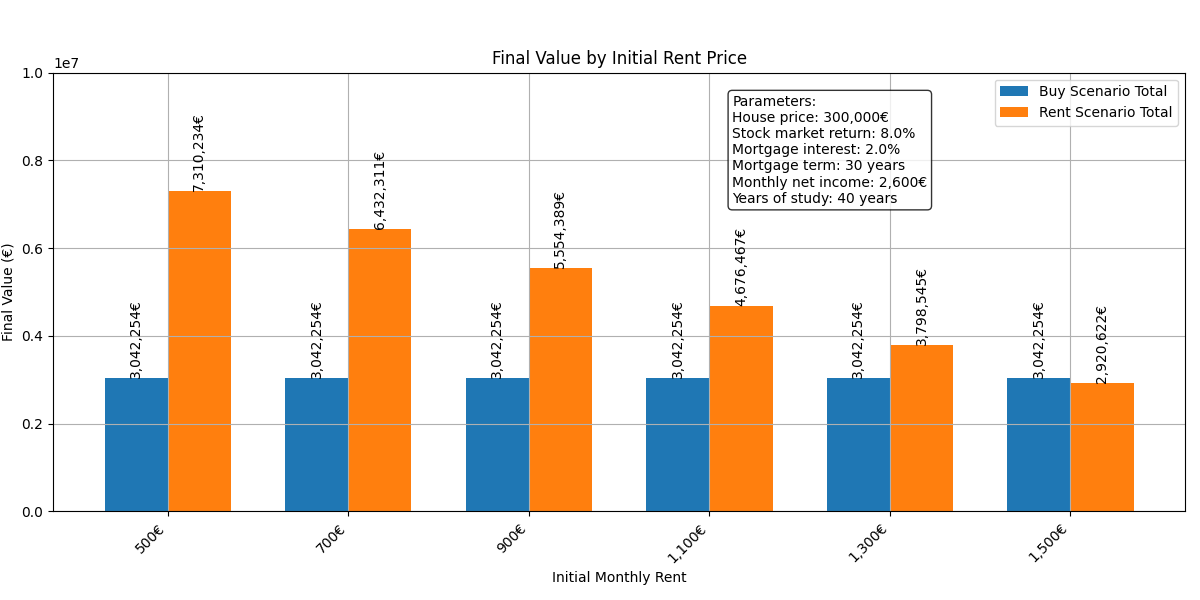 Final Value by Initial Rent Price
1e7
1.0
0.8
0.6
0.4
0.2
0.0
Final Value (€)
3,042,254€
7,310,234€
3,042,254€
6,432,311€
3,042,254€
5,554,389€
3,042,254€
4,676,467€
3,042,254€
3,798,545€
3,042,254€
2,920,622€
Parameters:
House price: 300,000€
Stock market return: 8.0%
Mortgage interest: 2.0%
Mortgage term: 30 years
Monthly net income: 2,600€
Years of study: 40 years
Buy Scenario Total
Rent Scenario Total
500€
700€
900€
1,100€
1,300€
1,500€
Initial Monthly Rent